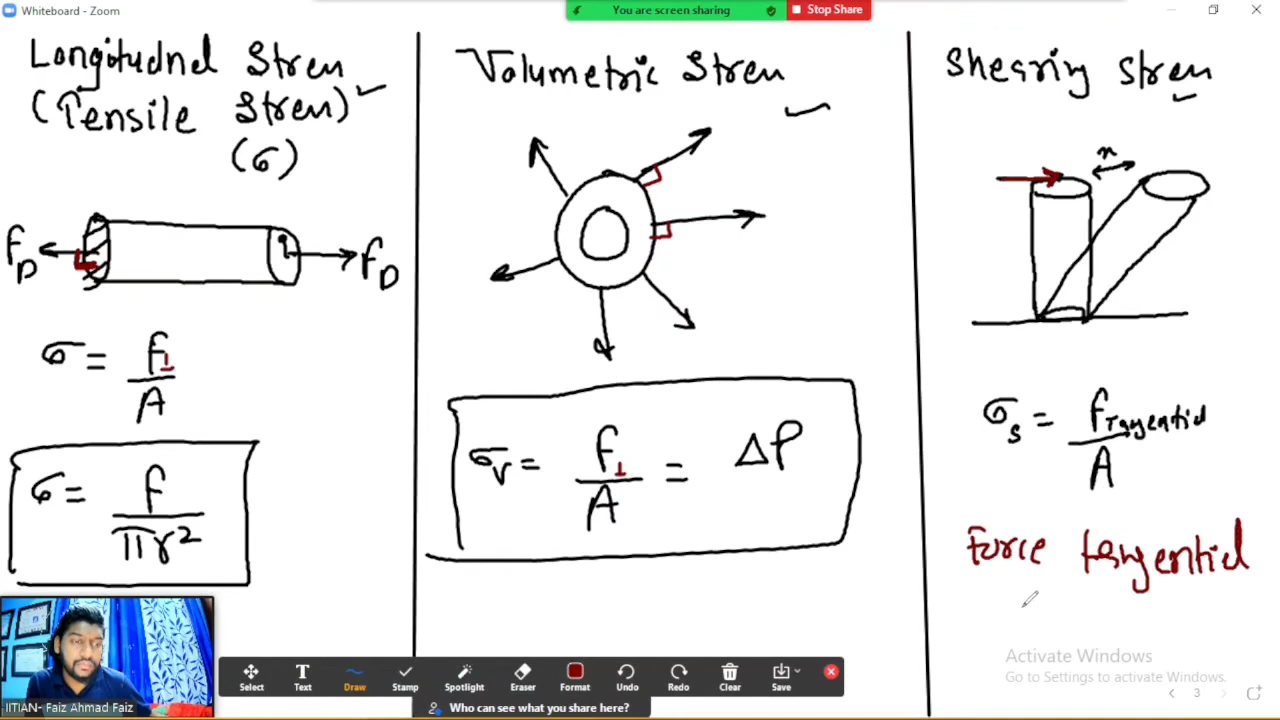 Whiteboard - Zoom
You are screen sharing
Stop Share
Longitudnal Stress
(Tensile Stress)
(σ)
F_D
F_D
σ = F⊥/A
σ = F/πr²
Volumetric Stress
σ_v = F⊥/A = ΔP
Shearing Stress
x
σ_s = F Tangential/A
Force tangential
Select
Text
Draw
Stamp
Spotlight
Eraser
Format
Undo
Redo
Clear
Save
Who can see what you share here?
IITIAN- Faiz Ahmad Faiz
Activate Windows
Go to Settings to activate Windows.
3